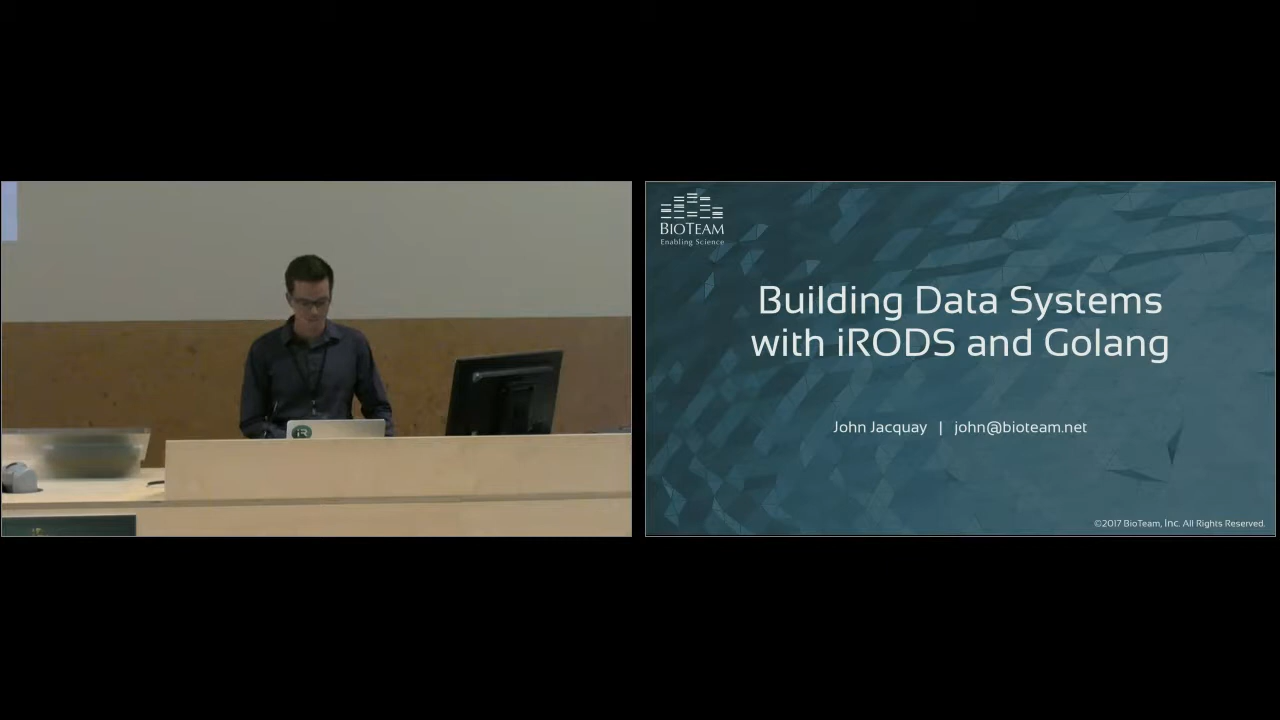 iR
BIOTEAM
Enabling Science
Building Data Systems
with iRODS and Golang
John Jacquay | john@bioteam.net
©2017 BioTeam, Inc. All Rights Reserved.